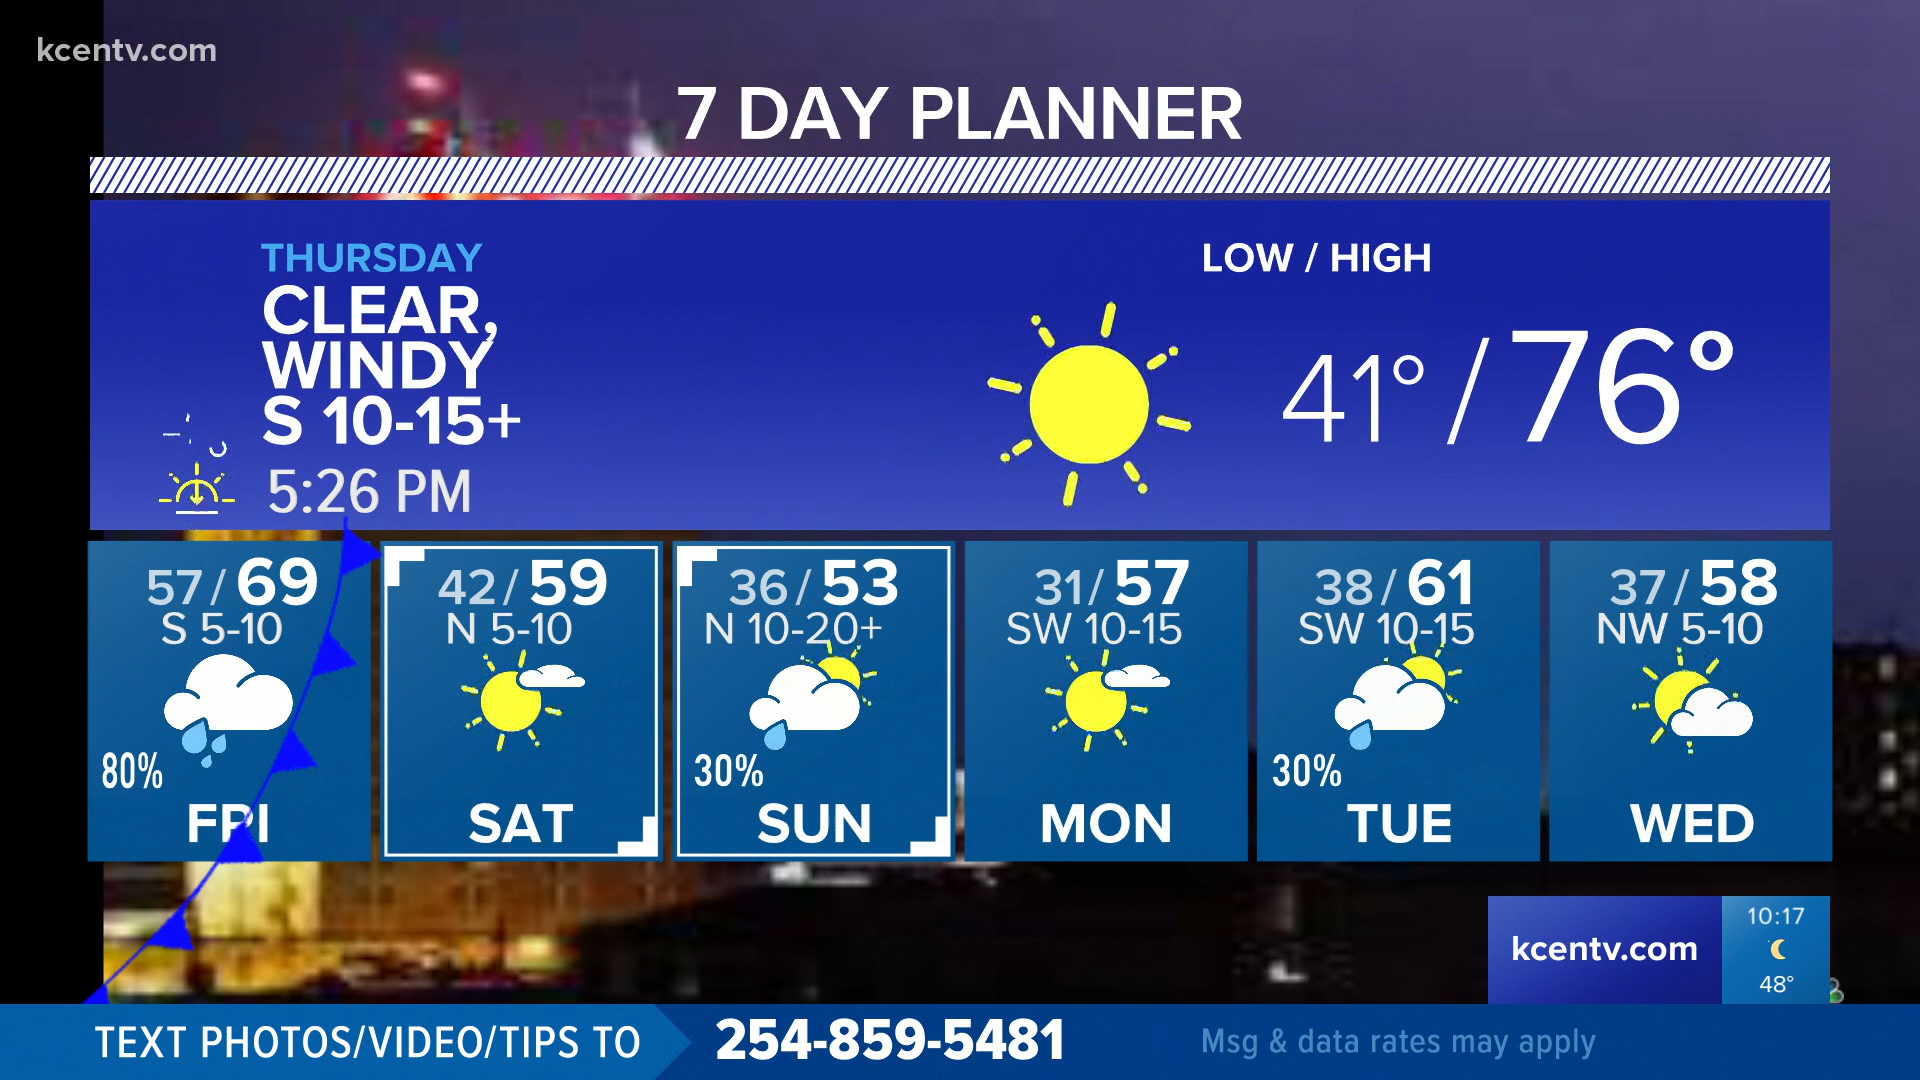 kcentv.com
7 DAY PLANNER
THURSDAY
CLEAR,
WINDY
S 10-15+
5:26 PM
LOW / HIGH
41° / 76°
57/69
S 5-10
80%
FRI
42/59
N 5-10
SAT
36/53
N 10-20+
30%
SUN
31/57
SW 10-15
MON
38/61
SW 10-15
30%
TUE
37/58
NW 5-10
WED
kcentv.com
10:17
48°
TEXT PHOTOS/VIDEO/TIPS TO
254-859-5481
Msg & data rates may apply